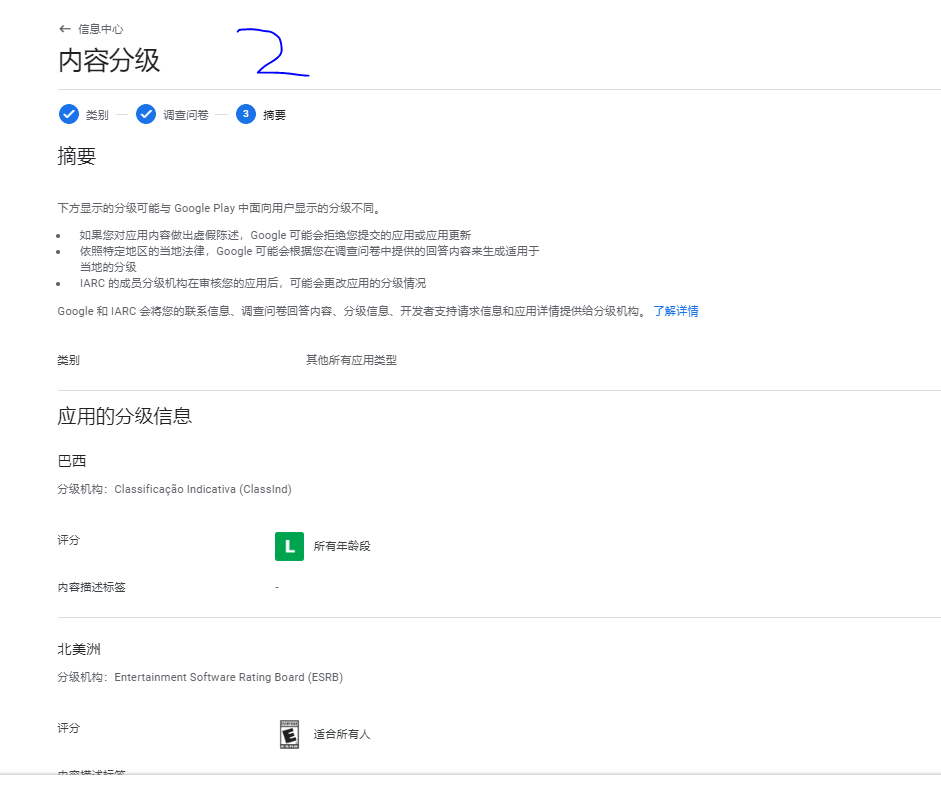 ← 信息中心
内容分级
2
类别 — 调查问卷 — 3 摘要
摘要
下方显示的分级可能与 Google Play 中面向用户显示的分级不同。
• 如果您对应用内容做出虚假陈述，Google 可能会拒绝您提交的应用或应用更新
• 依照特定地区的当地法律，Google 可能会根据您在调查问卷中提供的回答内容来生成适用于
当地的分级
• IARC 的成员分级机构在审核您的应用后，可能会更改应用的分级情况
Google 和 IARC 会将您的联系信息、调查问卷回答内容、分级信息、开发者支持请求信息和应用详情提供给分级机构。 了解详情
类别 其他所有应用类型
应用的分级信息
巴西
分级机构：Classificação Indicativa (ClassInd)
评分 L 所有年龄段
内容描述标签 -
北美洲
分级机构：Entertainment Software Rating Board (ESRB)
评分 E 适合所有人
内容描述标签